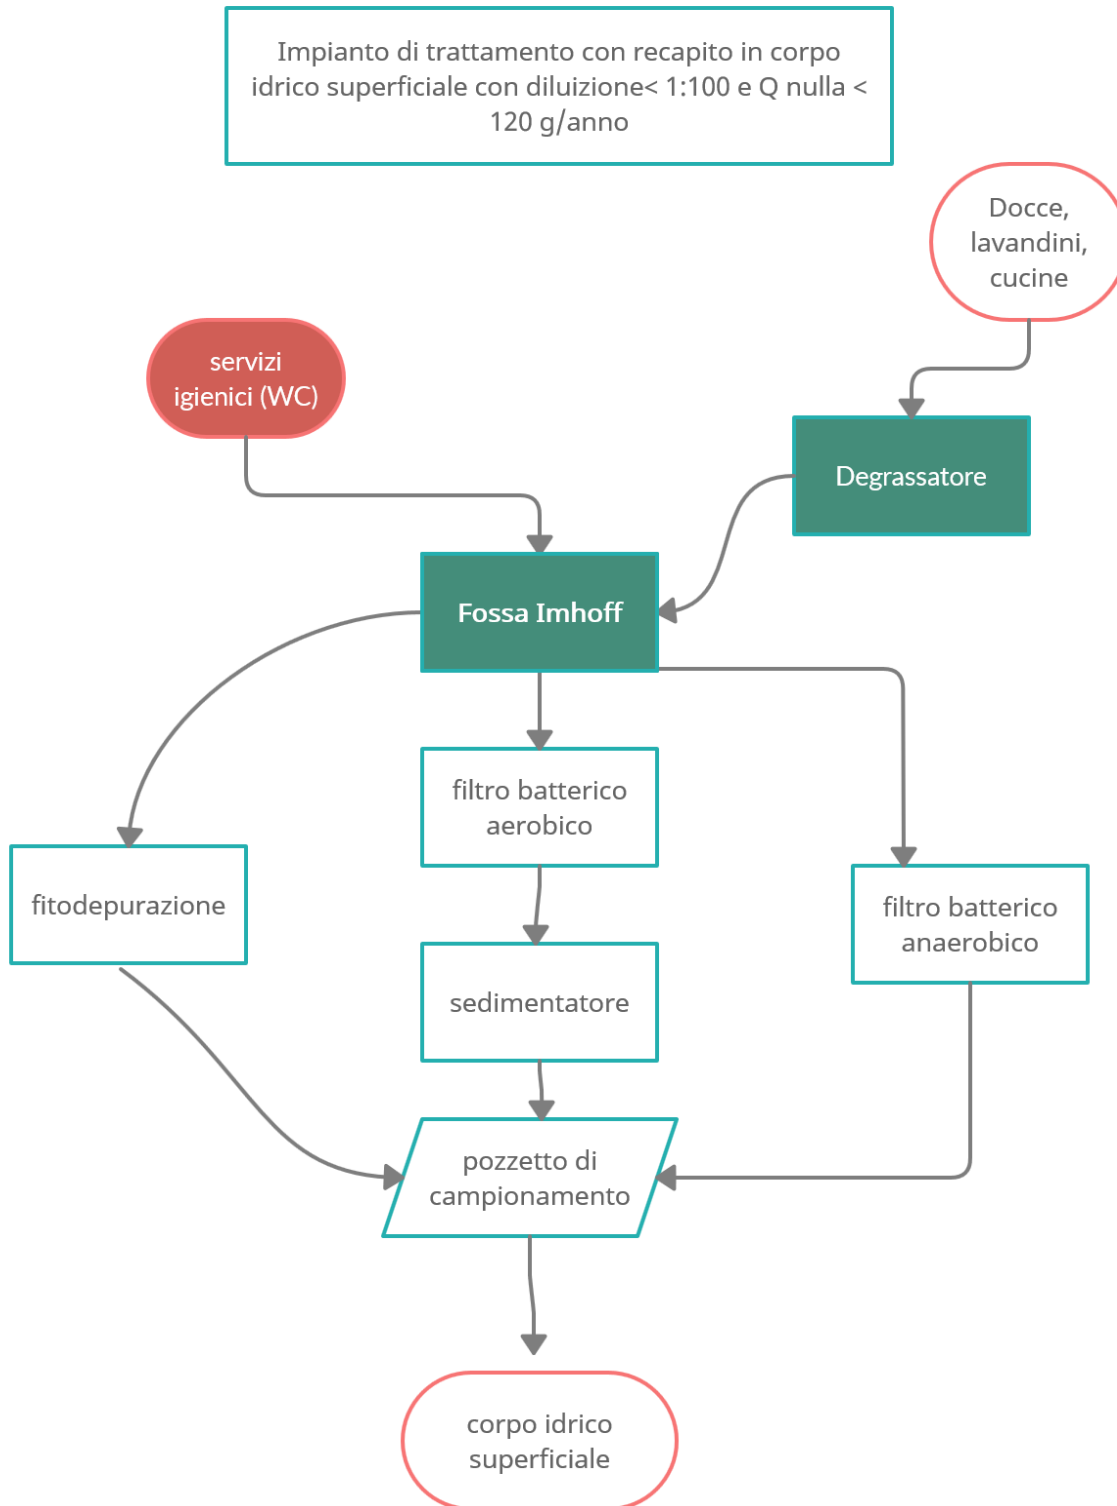 Impianto di trattamento con recapito in corpo
idrico superficiale con diluizione< 1:100 e Q nulla <
120 g/anno
Docce,
lavandini,
cucine
servizi
igienici (WC)
Degrassatore
Fossa Imhoff
filtro batterico
aerobico
fitodepurazione
filtro batterico
anaerobico
sedimentatore
pozzetto di
campionamento
corpo idrico
superficiale